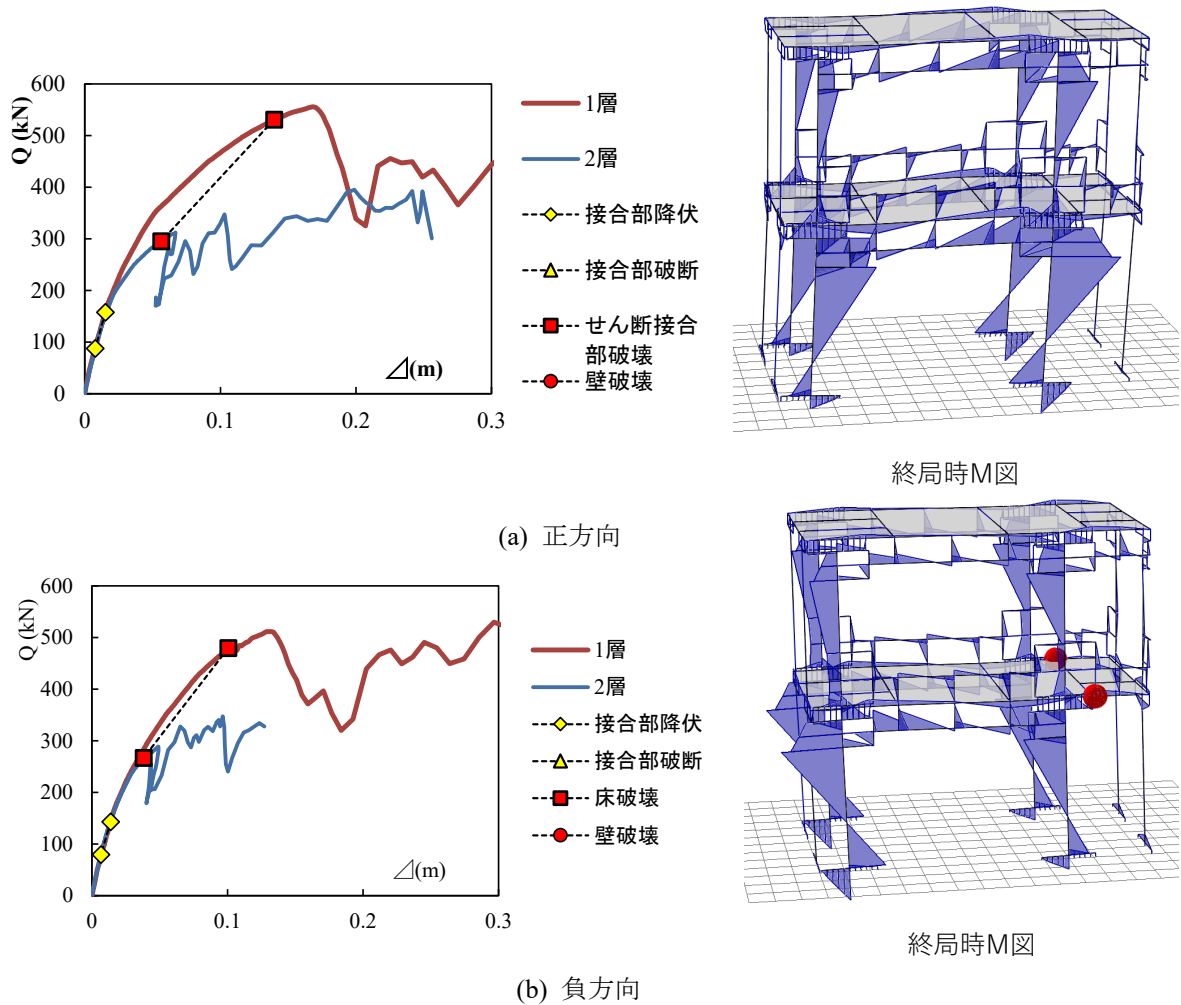 600
500
400
300
200
100
0
Q (kN)
0
0.1
0.2
0.3
⊿(m)
1層
2層
接合部降伏
接合部破断
せん断接合
部破壊
壁破壊
終局時M図
(a) 正方向
600
500
400
300
200
100
0
Q (kN)
0
0.1
0.2
0.3
⊿(m)
1層
2層
接合部降伏
接合部破断
床破壊
壁破壊
終局時M図
(b) 負方向